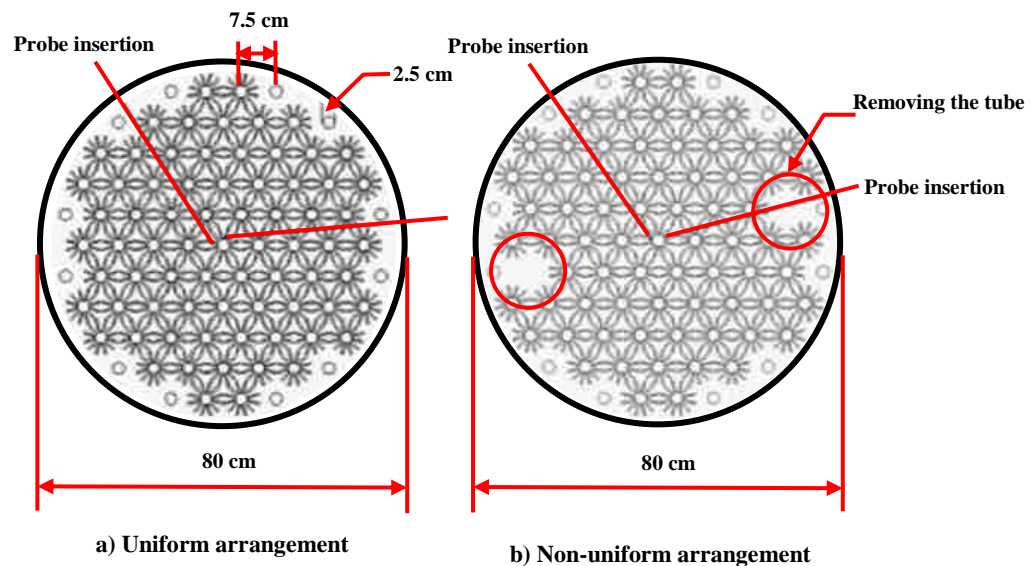 7.5 cm
Probe insertion
2.5 cm
80 cm
a) Uniform arrangement
Probe insertion
Removing the tube
Probe insertion
80 cm
b) Non-uniform arrangement